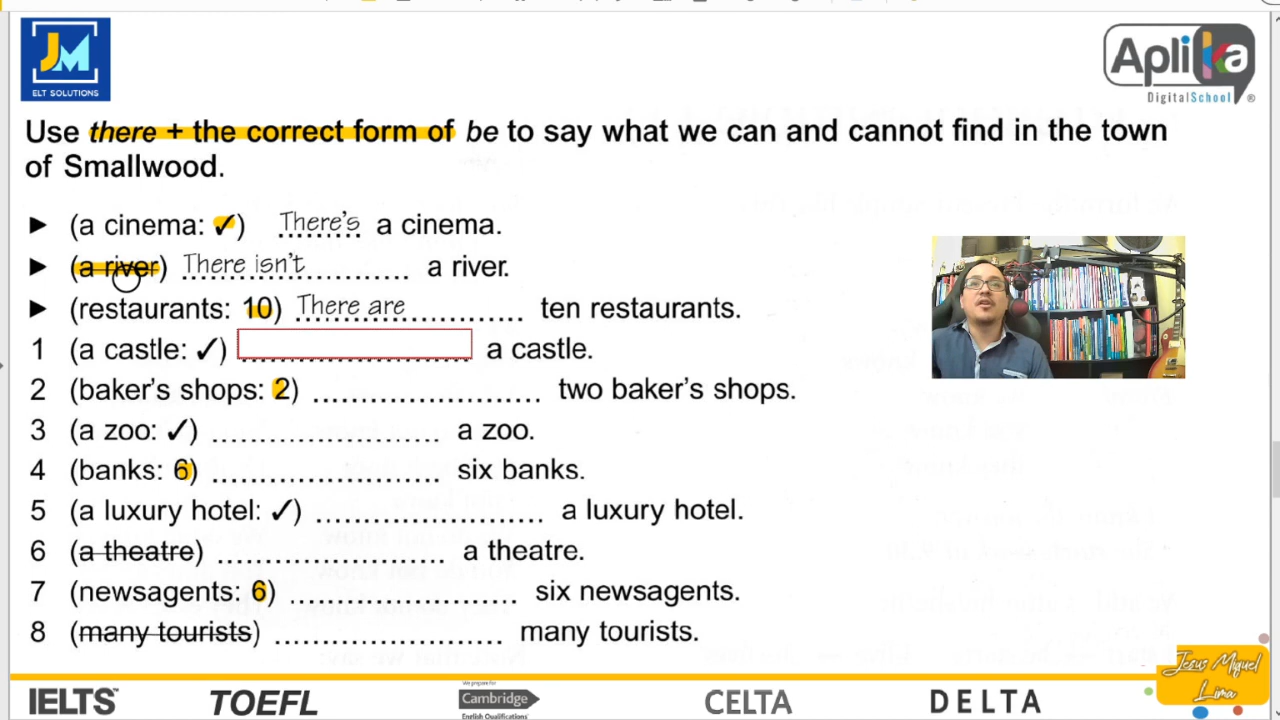 JM
ELT SOLUTIONS
Aplika
DigitalSchool ®
Use there + the correct form of be to say what we can and cannot find in the town
of Smallwood.
► (a cinema: ✓) There's a cinema.
► (a river) There isn't a river.
► (restaurants: 10) There are ten restaurants.
1 (a castle: ✓) .......................... a castle.
2 (baker's shops: 2) .......................... two baker's shops.
3 (a zoo: ✓) .......................... a zoo.
4 (banks: 6) .......................... six banks.
5 (a luxury hotel: ✓) .......................... a luxury hotel.
6 (a theatre) .......................... a theatre.
7 (newsagents: 6) .......................... six newsagents.
8 (many tourists) .......................... many tourists.
Jesus Miguel
Lima
IELTS™ TOEFL We prepare for Cambridge English Qualifications CELTA DELTA